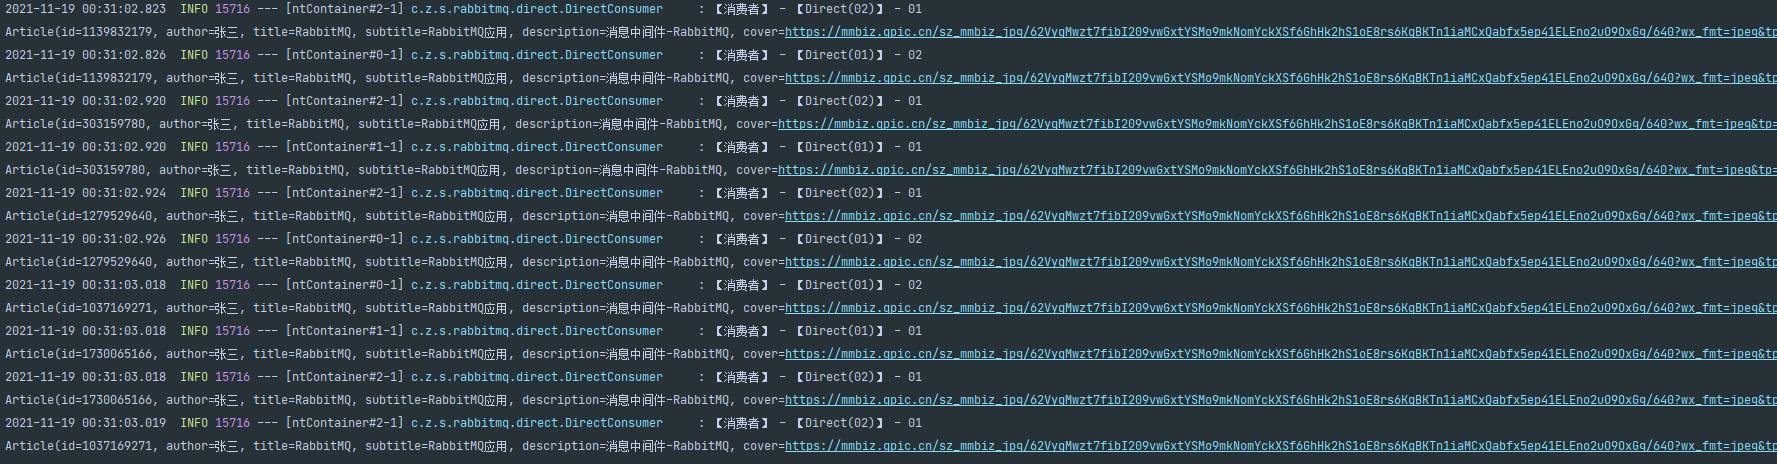 2021-11-19 00:31:02.823  INFO 15716 --- [ntContainer#2-1] c.z.s.rabbitmq.direct.DirectConsumer     : 【消费者】 - 【Direct(02)】 - 01
Article(id=1139832179, author=张三, title=RabbitMQ, subtitle=RabbitMQ应用, description=消息中间件-RabbitMQ, cover=https://mmbiz.qpic.cn/sz_mmbiz_jpg/62VyqMwzt7fibI209vwGxtYSMo9mkNomYckXSf6GhHk2hS1oE8rs6KqBKTn1iaMCxQabfx5ep41ELEno2uO9OxGq/640?wx_fmt=jpeg&tp
2021-11-19 00:31:02.826  INFO 15716 --- [ntContainer#0-1] c.z.s.rabbitmq.direct.DirectConsumer     : 【消费者】 - 【Direct(01)】 - 02
Article(id=1139832179, author=张三, title=RabbitMQ, subtitle=RabbitMQ应用, description=消息中间件-RabbitMQ, cover=https://mmbiz.qpic.cn/sz_mmbiz_jpg/62VyqMwzt7fibI209vwGxtYSMo9mkNomYckXSf6GhHk2hS1oE8rs6KqBKTn1iaMCxQabfx5ep41ELEno2uO9OxGq/640?wx_fmt=jpeg&tp
2021-11-19 00:31:02.920  INFO 15716 --- [ntContainer#2-1] c.z.s.rabbitmq.direct.DirectConsumer     : 【消费者】 - 【Direct(02)】 - 01
Article(id=303159780, author=张三, title=RabbitMQ, subtitle=RabbitMQ应用, description=消息中间件-RabbitMQ, cover=https://mmbiz.qpic.cn/sz_mmbiz_jpg/62VyqMwzt7fibI209vwGxtYSMo9mkNomYckXSf6GhHk2hS1oE8rs6KqBKTn1iaMCxQabfx5ep41ELEno2uO9OxGq/640?wx_fmt=jpeg&tp=
2021-11-19 00:31:02.920  INFO 15716 --- [ntContainer#1-1] c.z.s.rabbitmq.direct.DirectConsumer     : 【消费者】 - 【Direct(01)】 - 01
Article(id=303159780, author=张三, title=RabbitMQ, subtitle=RabbitMQ应用, description=消息中间件-RabbitMQ, cover=https://mmbiz.qpic.cn/sz_mmbiz_jpg/62VyqMwzt7fibI209vwGxtYSMo9mkNomYckXSf6GhHk2hS1oE8rs6KqBKTn1iaMCxQabfx5ep41ELEno2uO9OxGq/640?wx_fmt=jpeg&tp=
2021-11-19 00:31:02.924  INFO 15716 --- [ntContainer#2-1] c.z.s.rabbitmq.direct.DirectConsumer     : 【消费者】 - 【Direct(02)】 - 01
Article(id=1279529640, author=张三, title=RabbitMQ, subtitle=RabbitMQ应用, description=消息中间件-RabbitMQ, cover=https://mmbiz.qpic.cn/sz_mmbiz_jpg/62VyqMwzt7fibI209vwGxtYSMo9mkNomYckXSf6GhHk2hS1oE8rs6KqBKTn1iaMCxQabfx5ep41ELEno2uO9OxGq/640?wx_fmt=jpeg&tp
2021-11-19 00:31:02.926  INFO 15716 --- [ntContainer#0-1] c.z.s.rabbitmq.direct.DirectConsumer     : 【消费者】 - 【Direct(01)】 - 02
Article(id=1279529640, author=张三, title=RabbitMQ, subtitle=RabbitMQ应用, description=消息中间件-RabbitMQ, cover=https://mmbiz.qpic.cn/sz_mmbiz_jpg/62VyqMwzt7fibI209vwGxtYSMo9mkNomYckXSf6GhHk2hS1oE8rs6KqBKTn1iaMCxQabfx5ep41ELEno2uO9OxGq/640?wx_fmt=jpeg&tp
2021-11-19 00:31:03.018  INFO 15716 --- [ntContainer#0-1] c.z.s.rabbitmq.direct.DirectConsumer     : 【消费者】 - 【Direct(01)】 - 02
Article(id=1037169271, author=张三, title=RabbitMQ, subtitle=RabbitMQ应用, description=消息中间件-RabbitMQ, cover=https://mmbiz.qpic.cn/sz_mmbiz_jpg/62VyqMwzt7fibI209vwGxtYSMo9mkNomYckXSf6GhHk2hS1oE8rs6KqBKTn1iaMCxQabfx5ep41ELEno2uO9OxGq/640?wx_fmt=jpeg&tp
2021-11-19 00:31:03.018  INFO 15716 --- [ntContainer#1-1] c.z.s.rabbitmq.direct.DirectConsumer     : 【消费者】 - 【Direct(01)】 - 01
Article(id=1730065166, author=张三, title=RabbitMQ, subtitle=RabbitMQ应用, description=消息中间件-RabbitMQ, cover=https://mmbiz.qpic.cn/sz_mmbiz_jpg/62VyqMwzt7fibI209vwGxtYSMo9mkNomYckXSf6GhHk2hS1oE8rs6KqBKTn1iaMCxQabfx5ep41ELEno2uO9OxGq/640?wx_fmt=jpeg&tp
2021-11-19 00:31:03.018  INFO 15716 --- [ntContainer#2-1] c.z.s.rabbitmq.direct.DirectConsumer     : 【消费者】 - 【Direct(02)】 - 01
Article(id=1730065166, author=张三, title=RabbitMQ, subtitle=RabbitMQ应用, description=消息中间件-RabbitMQ, cover=https://mmbiz.qpic.cn/sz_mmbiz_jpg/62VyqMwzt7fibI209vwGxtYSMo9mkNomYckXSf6GhHk2hS1oE8rs6KqBKTn1iaMCxQabfx5ep41ELEno2uO9OxGq/640?wx_fmt=jpeg&tp
2021-11-19 00:31:03.019  INFO 15716 --- [ntContainer#2-1] c.z.s.rabbitmq.direct.DirectConsumer     : 【消费者】 - 【Direct(02)】 - 01
Article(id=1037169271, author=张三, title=RabbitMQ, subtitle=RabbitMQ应用, description=消息中间件-RabbitMQ, cover=https://mmbiz.qpic.cn/sz_mmbiz_jpg/62VyqMwzt7fibI209vwGxtYSMo9mkNomYckXSf6GhHk2hS1oE8rs6KqBKTn1iaMCxQabfx5ep41ELEno2uO9OxGq/640?wx_fmt=jpeg&tp